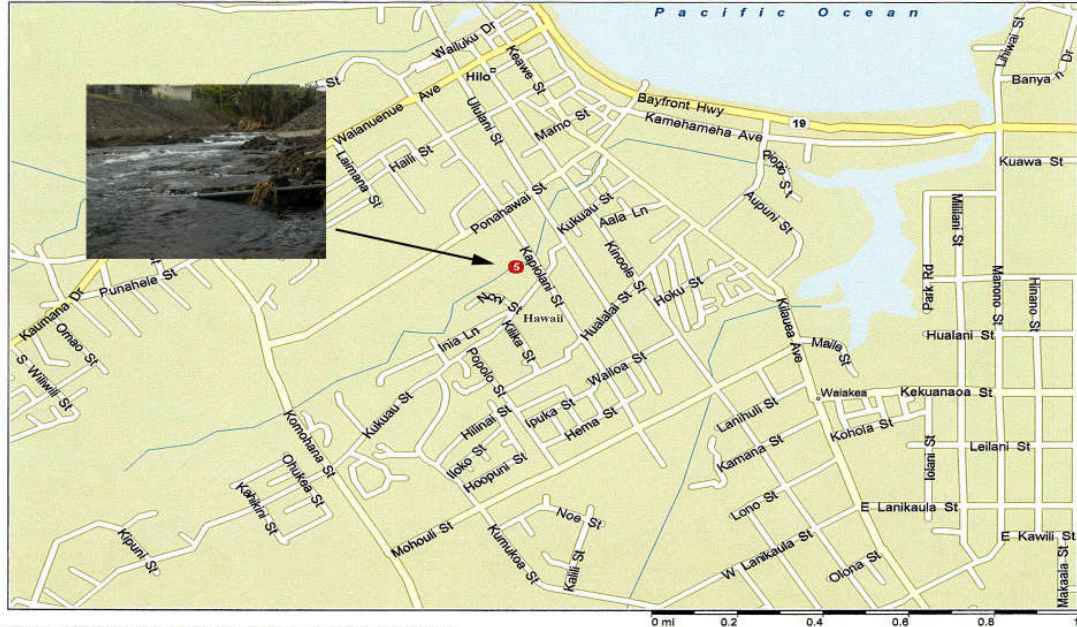 Pacific Ocean
Wailuku Dr
Keawe St
Lihiwai St
Banyan Dr
Hilo
St
Waianuenue Ave
Ululani St
Mamo St
Bayfront Hwy
Kamehameha Ave
19
Laimana St
Haili St
Kuawa St
Ponahawai St
Kukuau St
Aala Ln
Aupuni St
Mililani St
Kapiolani St
Kinoole St
5
Punahele St
Kaumana Dr
Noni St
Hawaii
Hualalai St
Hoku St
Kilauea Ave
Park Rd
Manono St
Hinano St
Omao St
S Wiliwili St
Inia Ln
Kilika St
Popolo St
Wailoa St
Maile St
Hualani St
Waiakea
Kekuanaoa St
Komohana St
Kukuau St
Hilinai St
Ipuka St
Hema St
Lanihuli St
Kohola St
Iloko St
Hoopuni St
Kamana St
Iolani St
Leilani St
Ohukea St
Kahikini St
Lono St
E Lanikaula St
Kipuni St
Mohouli St
Kumukoa St
Noe St
Kalili St
W Lanikaula St
Olona St
E Kawili St
Makaala St
0 mi 0.2 0.4 0.6 0.8 1